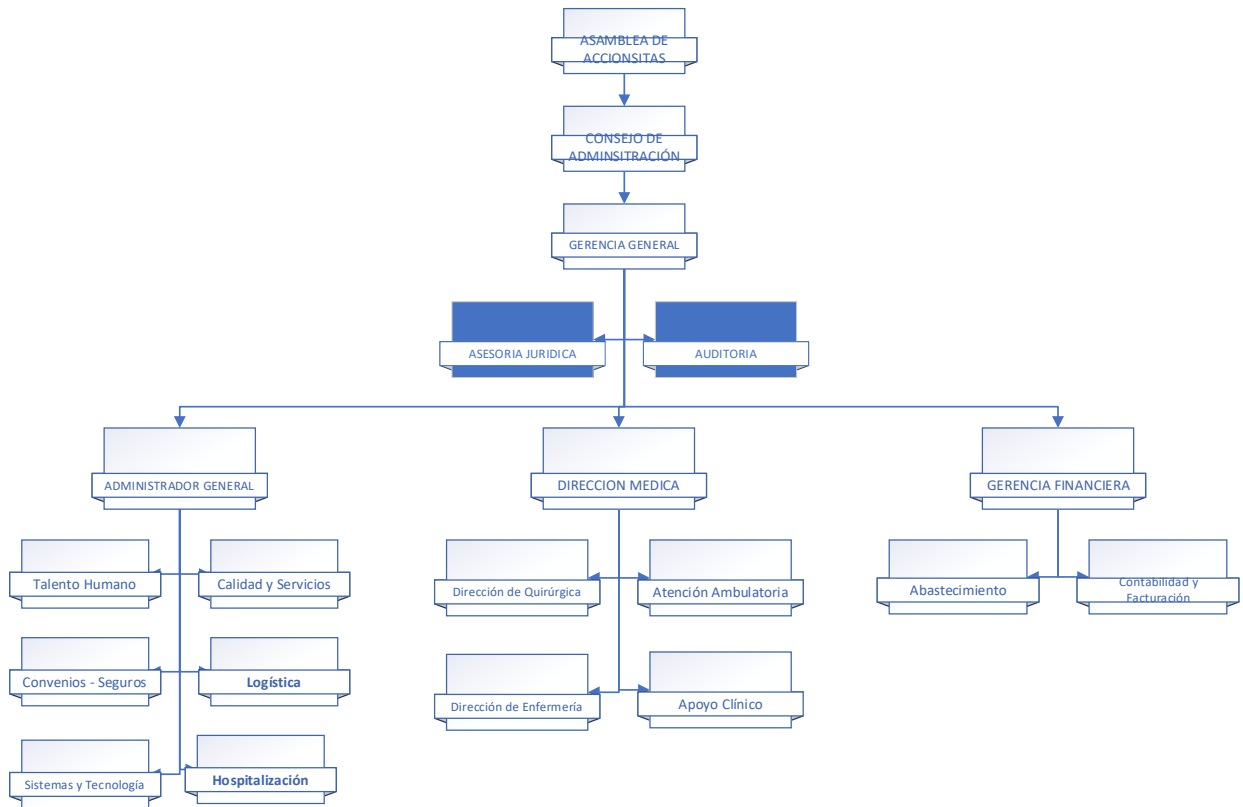 ASAMBLEA DE
ACCIONSITAS
CONSEJO DE
ADMINSITRACIÓN
GERENCIA GENERAL
ASESORIA JURIDICA
AUDITORIA
ADMINISTRADOR GENERAL
DIRECCION MEDICA
GERENCIA FINANCIERA
Talento Humano
Calidad y Servicios
Dirección de Quirúrgica
Atención Ambulatoria
Abastecimiento
Contabilidad y
Facturación
Convenios - Seguros
Logística
Dirección de Enfermería
Apoyo Clínico
Sistemas y Tecnología
Hospitalización